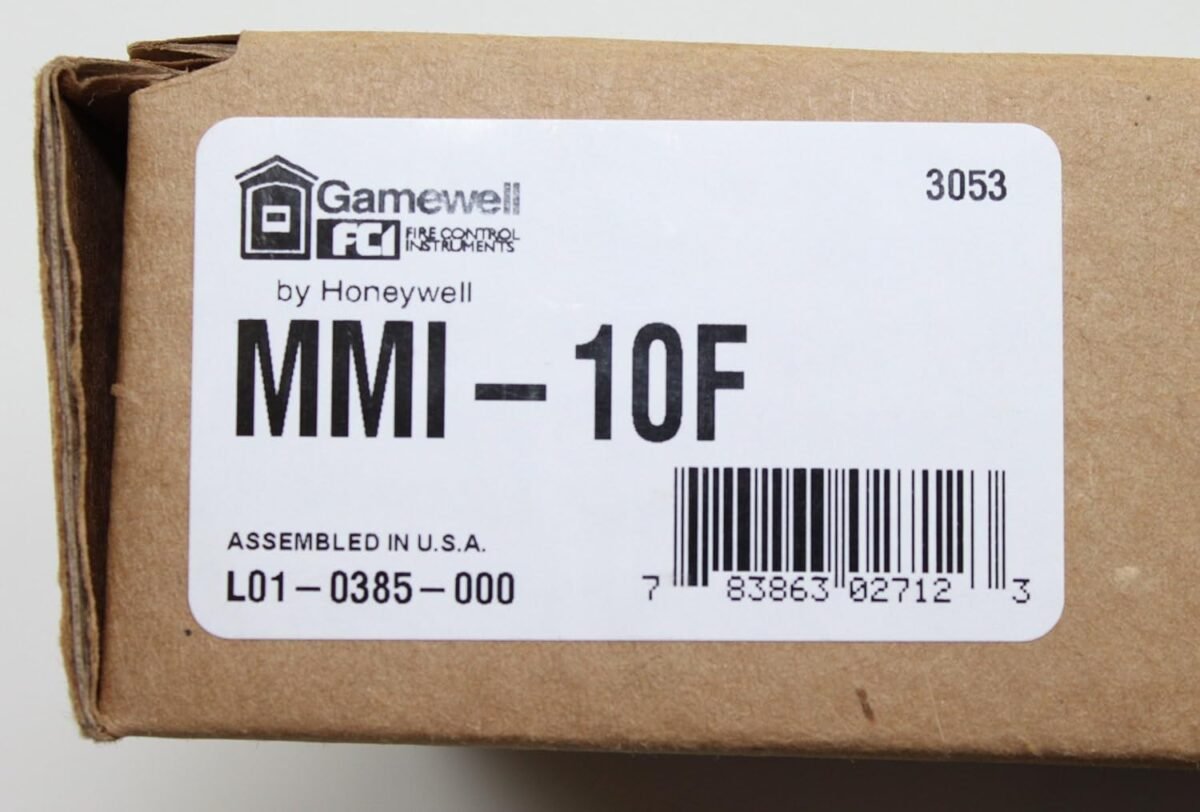 Gamewell
FCI FIRE CONTROL
INSTRUMENTS
by Honeywell
3053
MMI-10F
ASSEMBLED IN U.S.A.
L01-0385-000
7 83863 02712 3